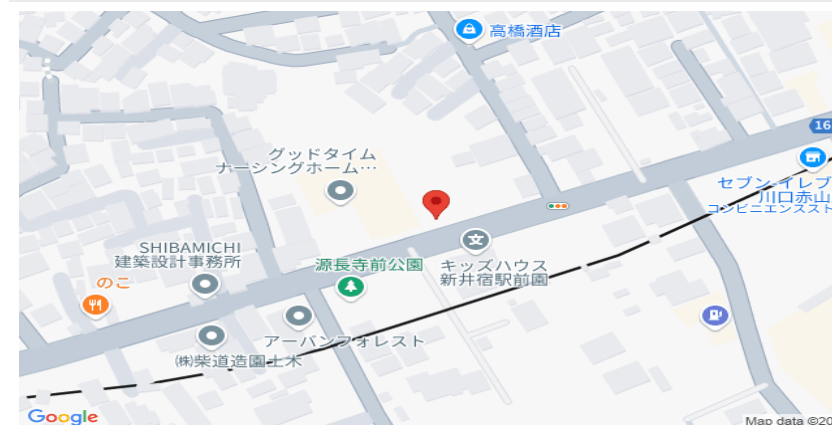 高橋酒店
16
グッドタイム
ナーシングホーム…
セブン-イレブ
川口赤山
コンビニエンススト
SHIBAMICHI
建築設計事務所
源長寺前公園
キッズハウス
新井宿駅前園
のこ
アーバンフォレスト
㈱柴道造園土木
Google
Map data ©20